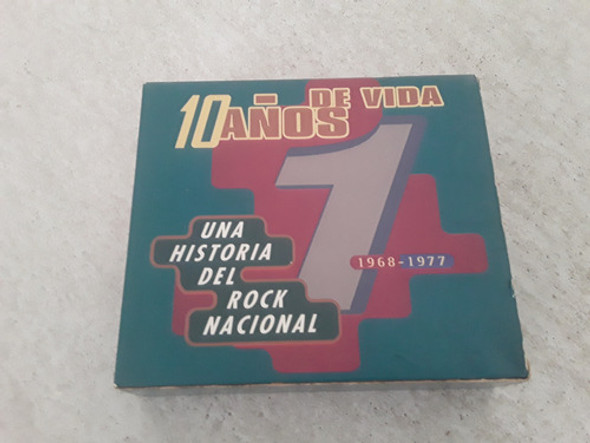 10 AÑOS DE VIDA
1
UNA
HISTORIA
DEL
ROCK
NACIONAL
1968-1977